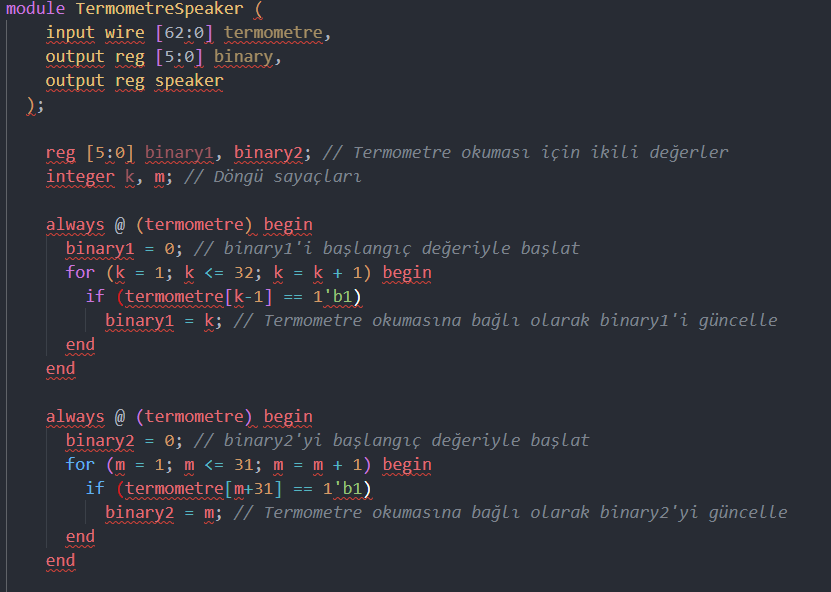 module TermometreSpeaker (
input wire [62:0] termometre,
output reg [5:0] binary,
output reg speaker
);
reg [5:0] binary1, binary2; // Termometre okuması için ikili değerler
integer k, m; // Döngü sayaçları
always @ (termometre) begin
binary1 = 0; // binary1'i başlangıç değeriyle başlat
for (k = 1; k <= 32; k = k + 1) begin
if (termometre[k-1] == 1'b1)
binary1 = k; // Termometre okumasına bağlı olarak binary1'i güncelle
end
end
always @ (termometre) begin
binary2 = 0; // binary2'yi başlangıç değeriyle başlat
for (m = 1; m <= 31; m = m + 1) begin
if (termometre[m+31] == 1'b1)
binary2 = m; // Termometre okumasına bağlı olarak binary2'yi güncelle
end
end